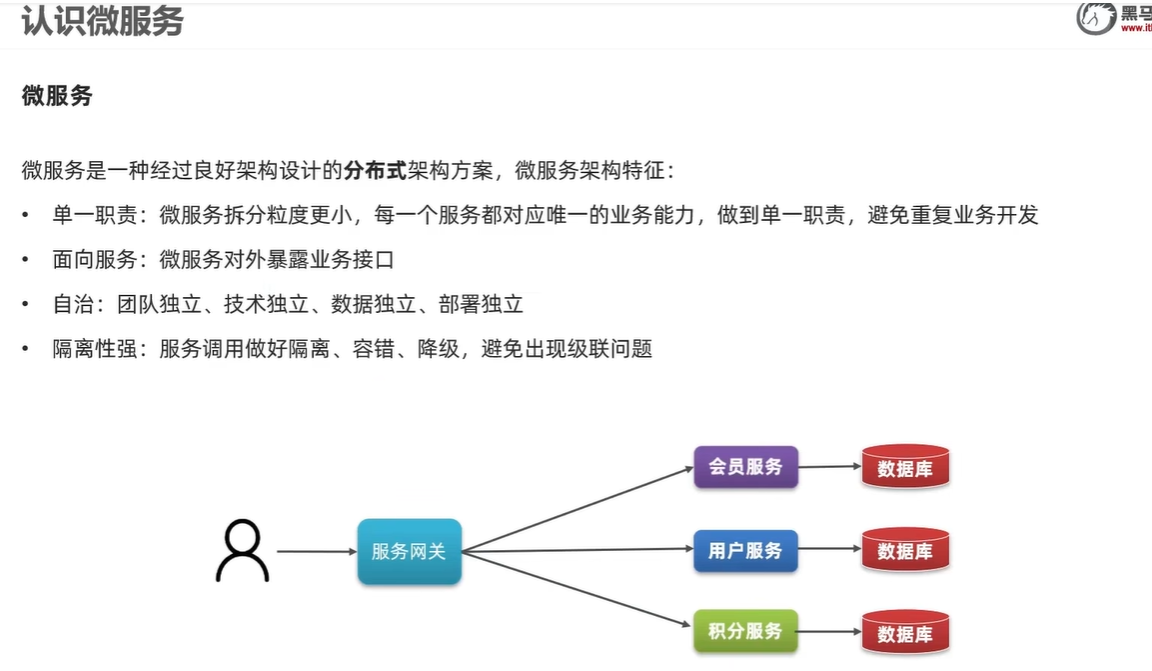 认识微服务
黑马
www.it
微服务
微服务是一种经过良好架构设计的分布式架构方案，微服务架构特征：
• 单一职责：微服务拆分粒度更小，每一个服务都对应唯一的业务能力，做到单一职责，避免重复业务开发
• 面向服务：微服务对外暴露业务接口
• 自治：团队独立、技术独立、数据独立、部署独立
• 隔离性强：服务调用做好隔离、容错、降级，避免出现级联问题
会员服务
数据库
服务网关
用户服务
数据库
积分服务
数据库